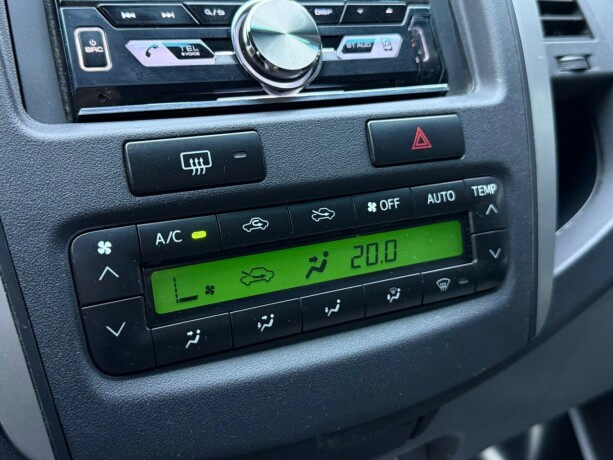 DISP
SRC
TEL
BT AUD
A/C
OFF
AUTO
TEMP
20.0